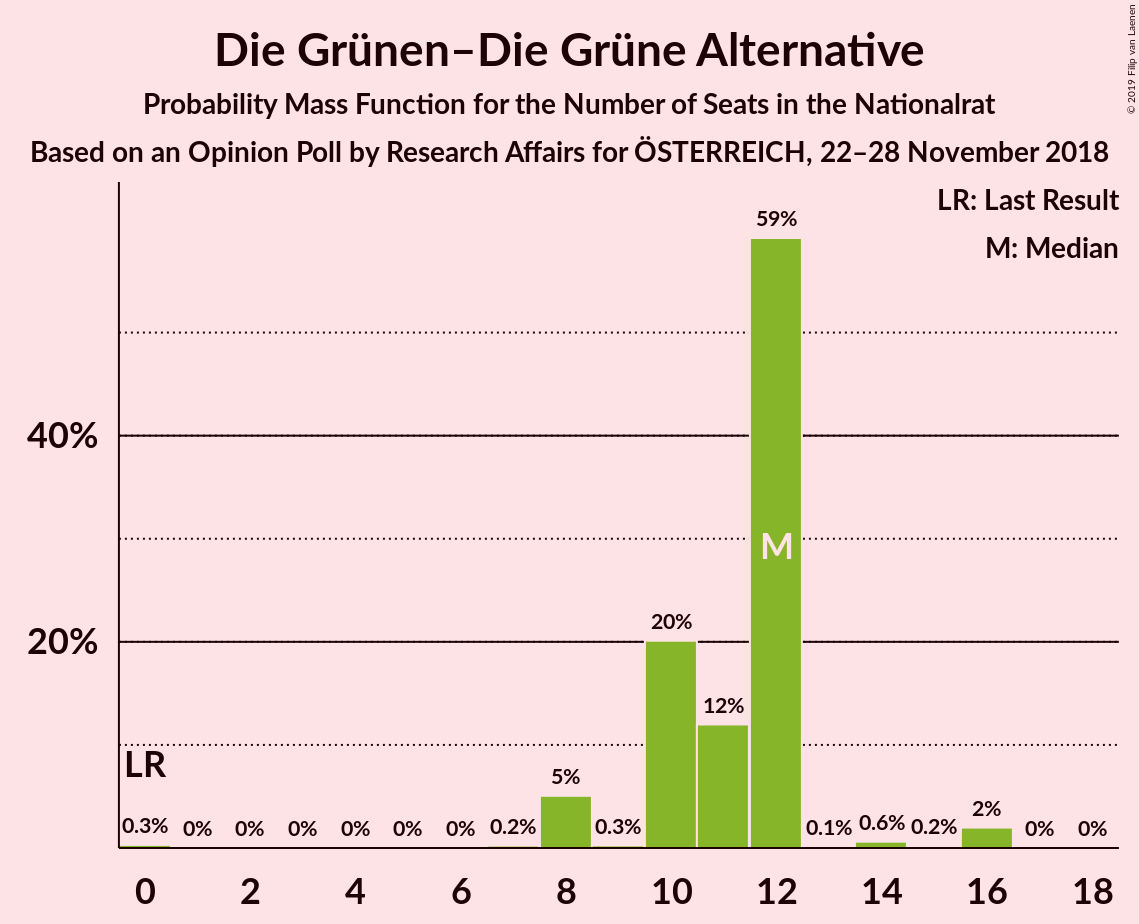 Die Grünen–Die Grüne Alternative
Probability Mass Function for the Number of Seats in the Nationalrat
Based on an Opinion Poll by Research Affairs for ÖSTERREICH, 22–28 November 2018
© 2019 Filip van Laenen
LR: Last Result
M: Median
59%
40%
M
20%
20%
12%
LR
5%
2%
0.3% 0% 0% 0% 0% 0% 0% 0.2% 0.3% 0.1% 0.6% 0.2% 0% 0%
0 2 4 6 8 10 12 14 16 18